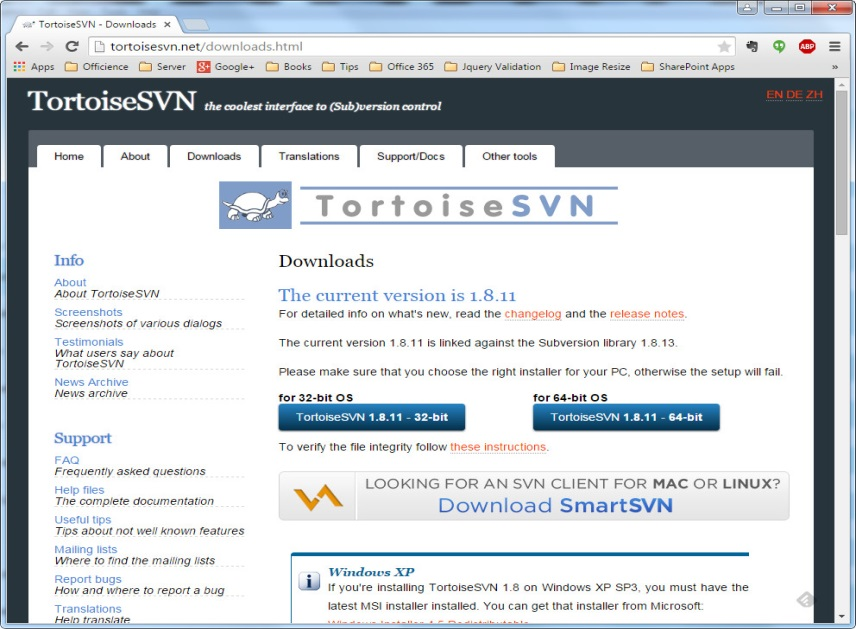 TortoiseSVN - Downloads
tortoisesvn.net/downloads.html
ABP
Apps Officience Server Google+ Books Tips Office 365 Jquery Validation Image Resize SharePoint Apps »
TortoiseSVN the coolest interface to (Sub)version control
EN DE ZH
Home About Downloads Translations Support/Docs Other tools
TortoiseSVN
Info
About
About TortoiseSVN
Screenshots
Screenshots of various dialogs
Testimonials
What users say about
TortoiseSVN
News Archive
News archive
Support
FAQ
Frequently asked questions
Help files
The complete documentation
Useful tips
Tips about not well known features
Mailing lists
Where to find the mailing lists
Report bugs
How and where to report a bug
Translations
Help translate
Downloads
The current version is 1.8.11
For detailed info on what's new, read the changelog and the release notes.
The current version 1.8.11 is linked against the Subversion library 1.8.13.
Please make sure that you choose the right installer for your PC, otherwise the setup will fail.
for 32-bit OS
TortoiseSVN 1.8.11 - 32-bit
for 64-bit OS
TortoiseSVN 1.8.11 - 64-bit
To verify the file integrity follow these instructions.
LOOKING FOR AN SVN CLIENT FOR MAC OR LINUX?
Download SmartSVN
Windows XP
If you're installing TortoiseSVN 1.8 on Windows XP SP3, you must have the
latest MSI installer installed. You can get that installer from Microsoft:
Windows Installer 4.5 Redistributable